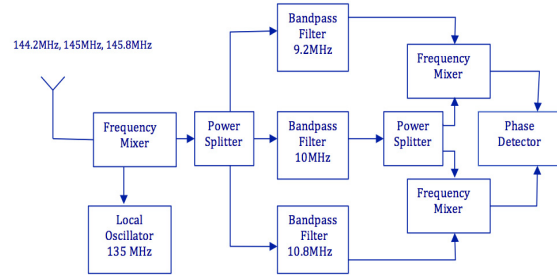 144.2MHz, 145MHz, 145.8MHz
Frequency
Mixer
Local
Oscillator
135 MHz
Power
Splitter
Bandpass
Filter
9.2MHz
Bandpass
Filter
10MHz
Bandpass
Filter
10.8MHz
Power
Splitter
Frequency
Mixer
Frequency
Mixer
Phase
Detector